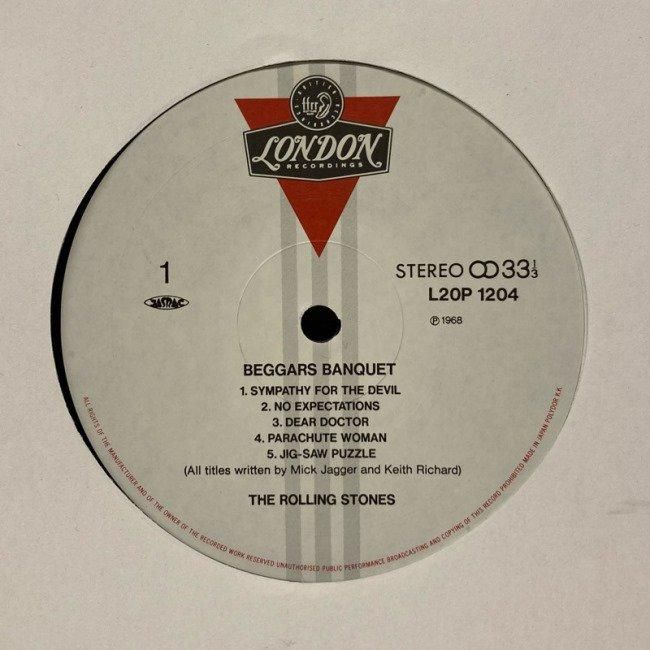 ffrr
LONDON
RECORDINGS
1
STEREO 33 1/3
JASRAC
L20P 1204
℗ 1968
BEGGARS BANQUET
1. SYMPATHY FOR THE DEVIL
2. NO EXPECTATIONS
3. DEAR DOCTOR
4. PARACHUTE WOMAN
5. JIG-SAW PUZZLE
(All titles written by Mick Jagger and Keith Richard)
THE ROLLING STONES
ALL RIGHTS OF THE MANUFACTURER AND OF THE OWNER OF THE RECORDED WORK RESERVED UNAUTHORISED PUBLIC PERFORMANCE BROADCASTING AND COPYING OF THIS RECORD PROHIBITED MADE IN JAPAN POLYDOR K.K.